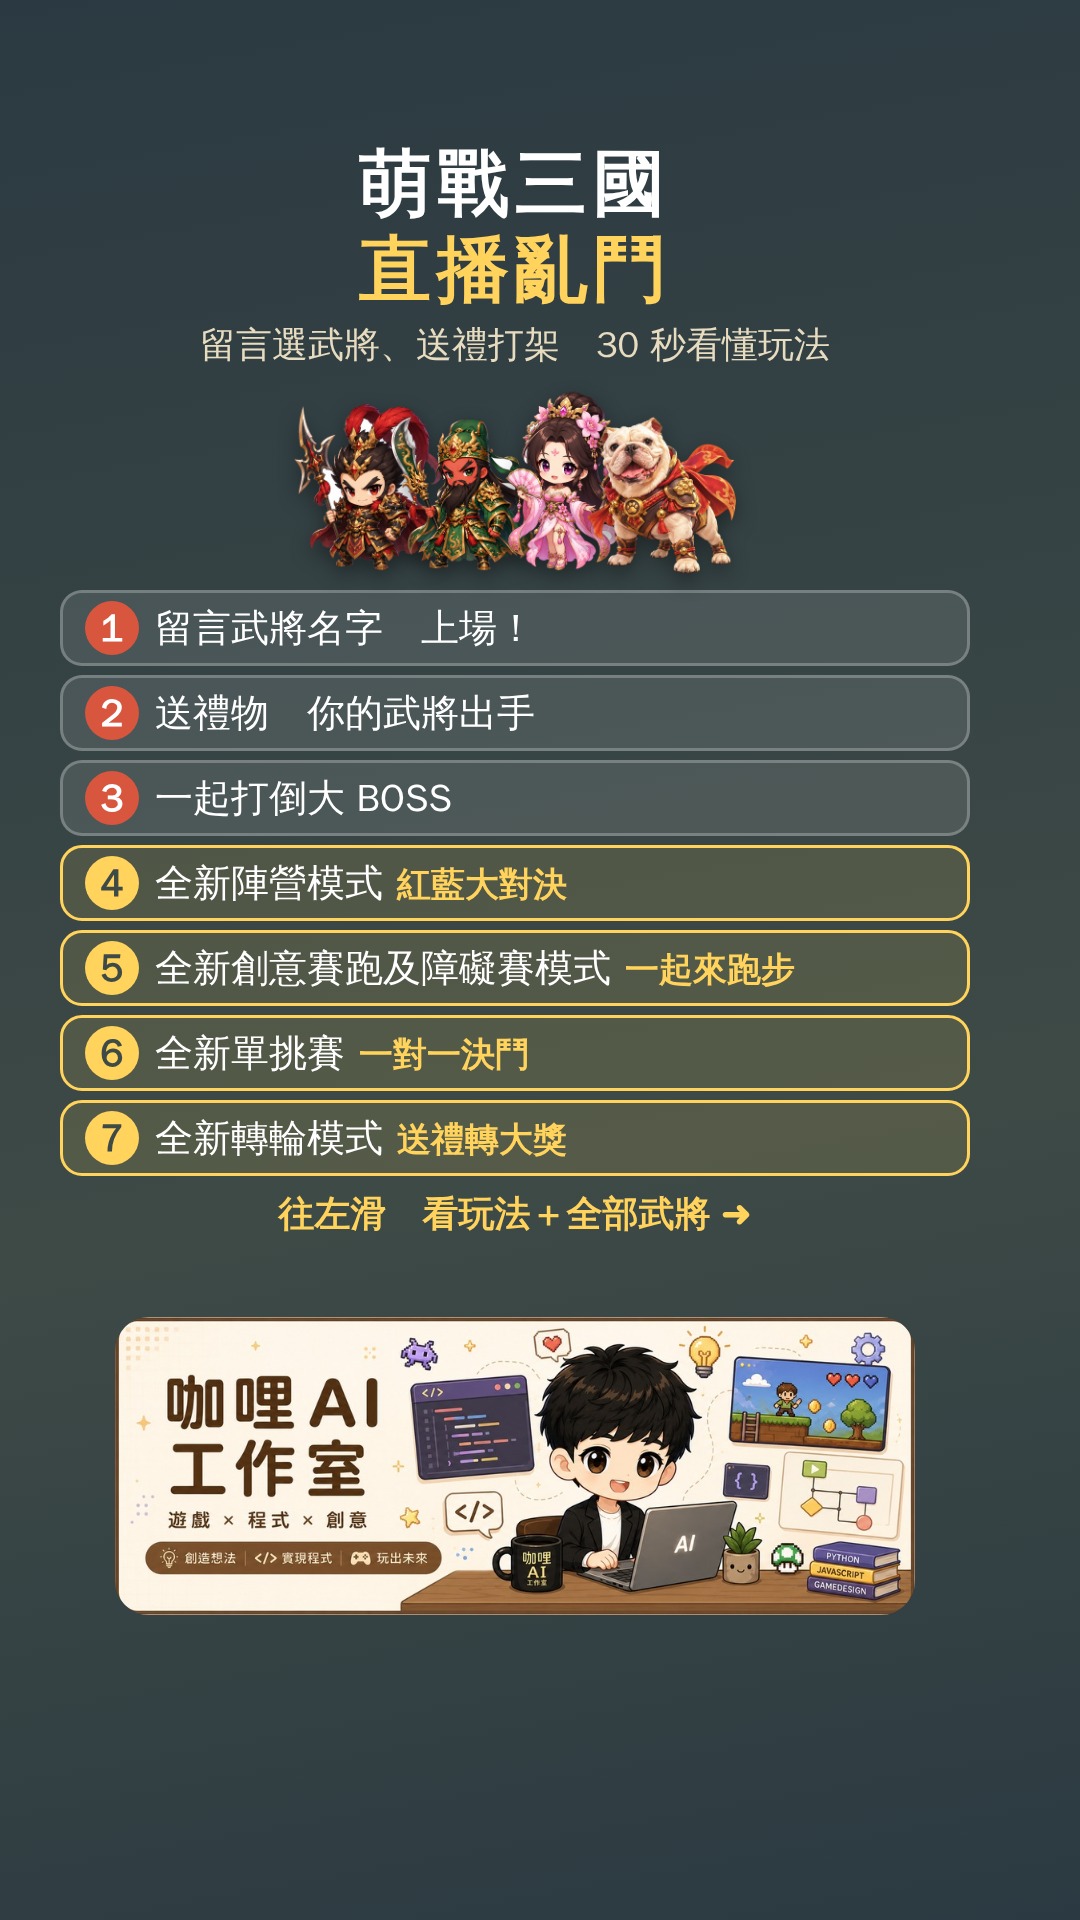 萌戰三國
直播亂鬥
留言選武將、送禮打架　30 秒看懂玩法
1 留言武將名字　上場！
2 送禮物　你的武將出手
3 一起打倒大 BOSS
4 全新陣營模式 紅藍大對決
5 全新創意賽跑及障礙賽模式 一起來跑步
6 全新單挑賽 一對一決鬥
7 全新轉輪模式 送禮轉大獎
往左滑　看玩法＋全部武將 ➜
咖哩 AI
工作室
遊戲 × 程式 × 創意
創造想法 | </> 實現程式 | 玩出未來
</>
</>
{ }
咖哩
AI
工作室
AI
PYTHON
JAVASCRIPT
GAMEDESIGN